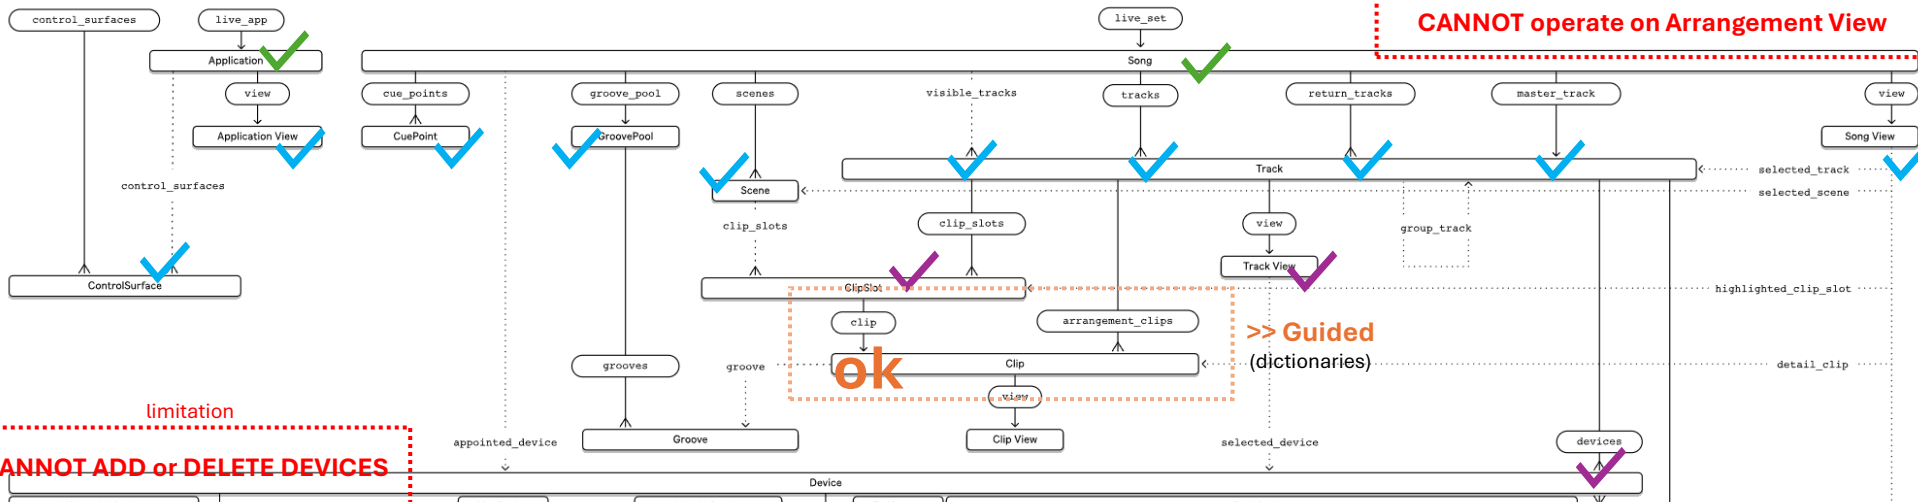 control_surfaces
live_app
live_set
CANNOT operate on Arrangement View
Application
Song
view
cue_points
groove_pool
scenes
visible_tracks
tracks
return_tracks
master_track
view
Application View
CuePoint
GroovePool
Song View
Track
selected_track
control_surfaces
Scene
selected_scene
clip_slots
clip_slots
view
group_track
Track View
ControlSurface
ClipSlot
highlighted_clip_slot
clip
arrangement_clips
>> Guided
(dictionaries)
grooves
groove
ok
Clip
detail_clip
view
limitation
appointed_device
Groove
Clip View
selected_device
devices
ANNOT ADD or DELETE DEVICES
Device